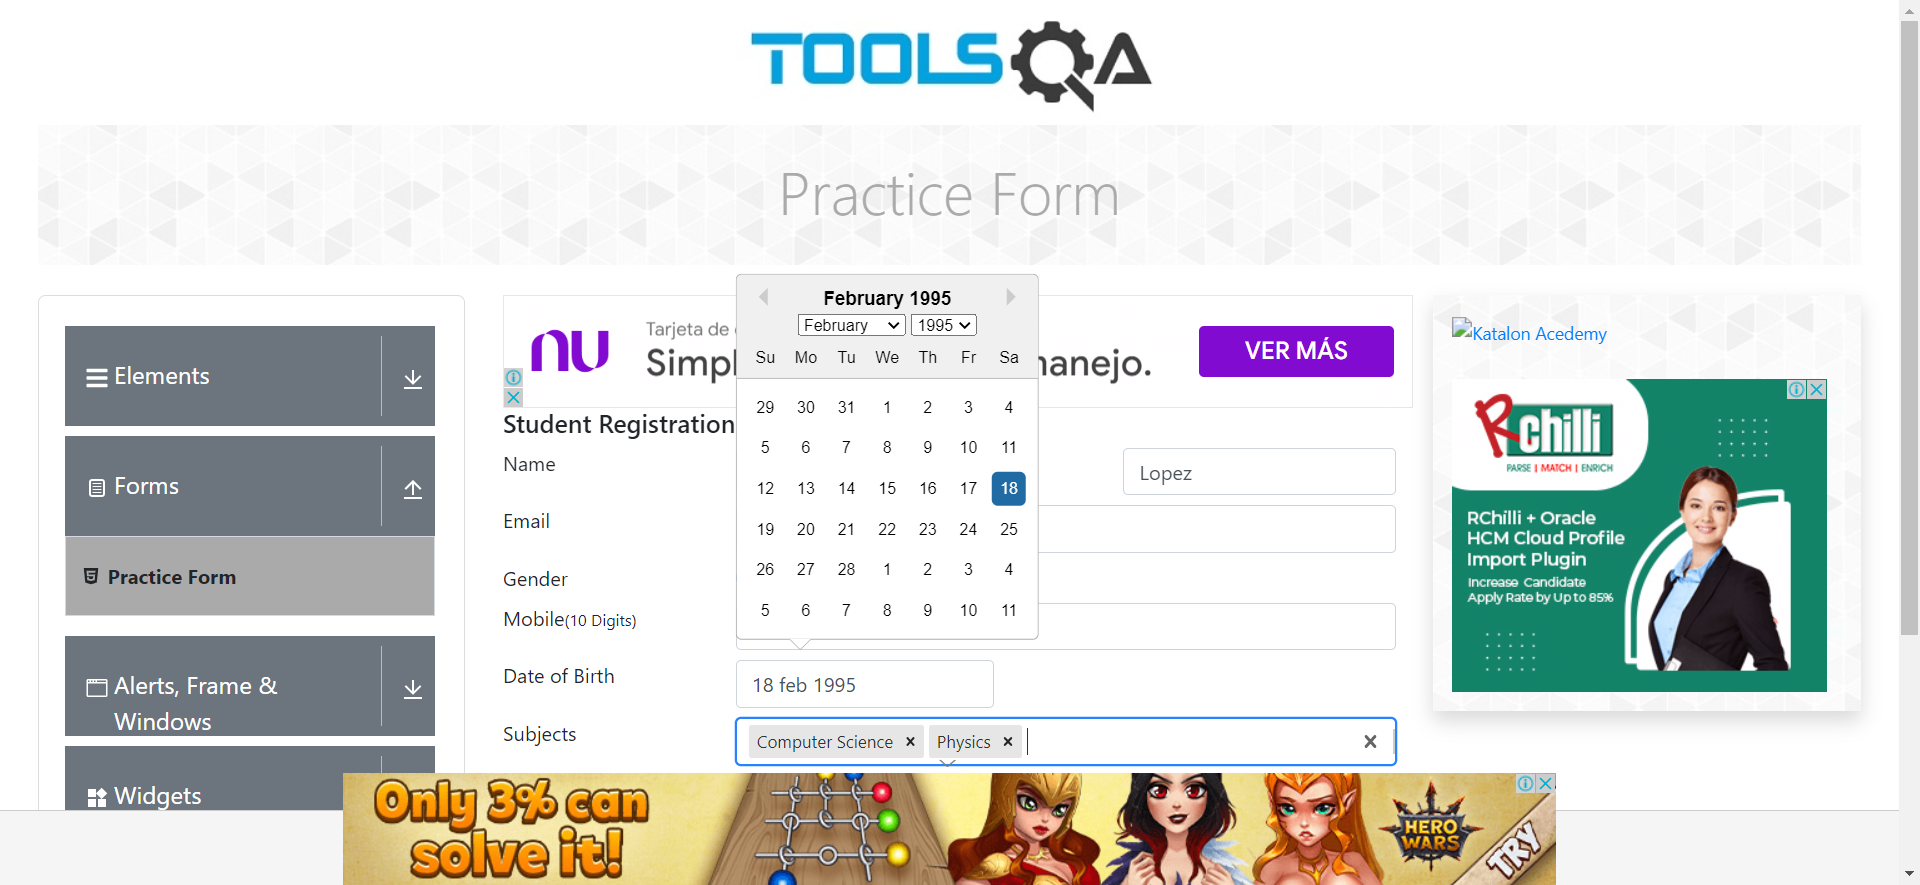 TOOLSQA
Practice Form
Elements
Forms
Practice Form
Alerts, Frame &
Windows
Widgets
nu
Tarjeta de
Simpl
manejo.
VER MÁS
Student Registration
Name
Lopez
Email
Gender
Mobile(10 Digits)
Date of Birth
18 feb 1995
Subjects
Computer Science
Physics
February 1995
February
1995
Su Mo Tu We Th Fr Sa
29 30 31 1 2 3 4
5 6 7 8 9 10 11
12 13 14 15 16 17 18
19 20 21 22 23 24 25
26 27 28 1 2 3 4
5 6 7 8 9 10 11
Katalon Acedemy
Rchilli
PARSE | MATCH | ENRICH
RChilli + Oracle
HCM Cloud Profile
Import Plugin
Increase Candidate
Apply Rate by Up to 85%
Only 3% can
solve it!
HERO
WARS
TRY